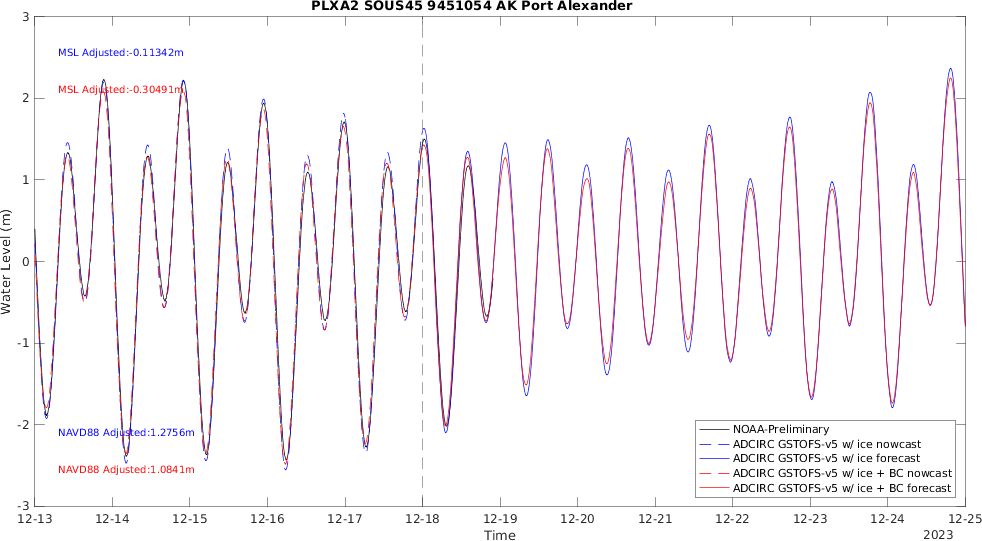 PLXA2 SOUS45 9451054 AK Port Alexander
3
2
1
0
-1
-2
-3
Water Level (m)
MSL Adjusted:-0.11342m
MSL Adjusted:-0.30491m
NAVD88 Adjusted:1.2756m
NAVD88 Adjusted:1.0841m
NOAA-Preliminary
ADCIRC GSTOFS-v5 w/ ice nowcast
ADCIRC GSTOFS-v5 w/ ice forecast
ADCIRC GSTOFS-v5 w/ ice + BC nowcast
ADCIRC GSTOFS-v5 w/ ice + BC forecast
12-13 12-14 12-15 12-16 12-17 12-18 12-19 12-20 12-21 12-22 12-23 12-24 12-25
Time
2023